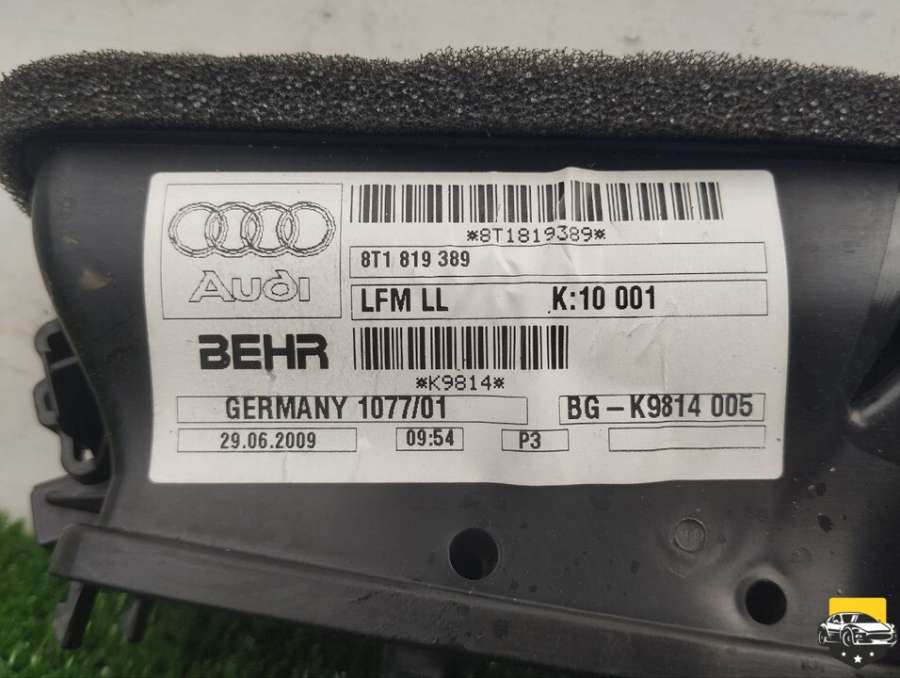 *8T1819389*
8T1 819 389
Audi
LFM LL K:10 001
BEHR
*K9814*
GERMANY 1077/01 BG-K9814 005
29.06.2009 09:54 P3